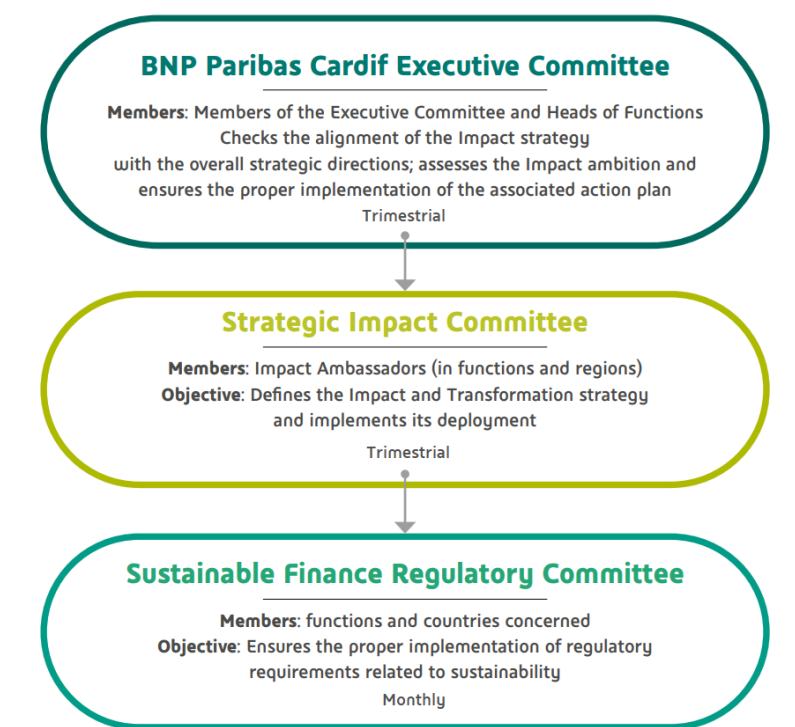 BNP Paribas Cardif Executive Committee
Members: Members of the Executive Committee and Heads of Functions
Checks the alignment of the Impact strategy
with the overall strategic directions; assesses the Impact ambition and
ensures the proper implementation of the associated action plan
Trimestrial
Strategic Impact Committee
Members: Impact Ambassadors (in functions and regions)
Objective: Defines the Impact and Transformation strategy
and implements its deployment
Trimestrial
Sustainable Finance Regulatory Committee
Members: functions and countries concerned
Objective: Ensures the proper implementation of regulatory
requirements related to sustainability
Monthly